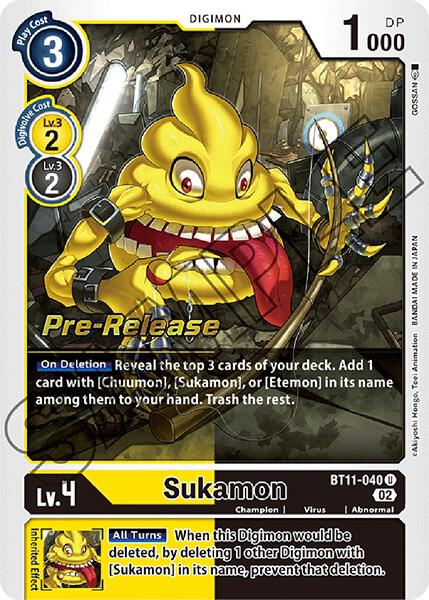 Play Cost
3
DIGIMON
DP
1000
Digivolve Cost
Lv.3
2
Lv.3
2
GOSSAN
BANDAI MADE IN JAPAN
©Akiyoshi Hongo, Toei Animation
SAMPLE
Pre-Release
On Deletion Reveal the top 3 cards of your deck. Add 1
card with [Chuumon], [Sukamon], or [Etemon] in its name
among them to your hand. Trash the rest.
Lv.4
Sukamon
BT11-040 U
02
Champion | Virus | Abnormal
Inherited Effect
All Turns When this Digimon would be
deleted, by deleting 1 other Digimon with
[Sukamon] in its name, prevent that deletion.